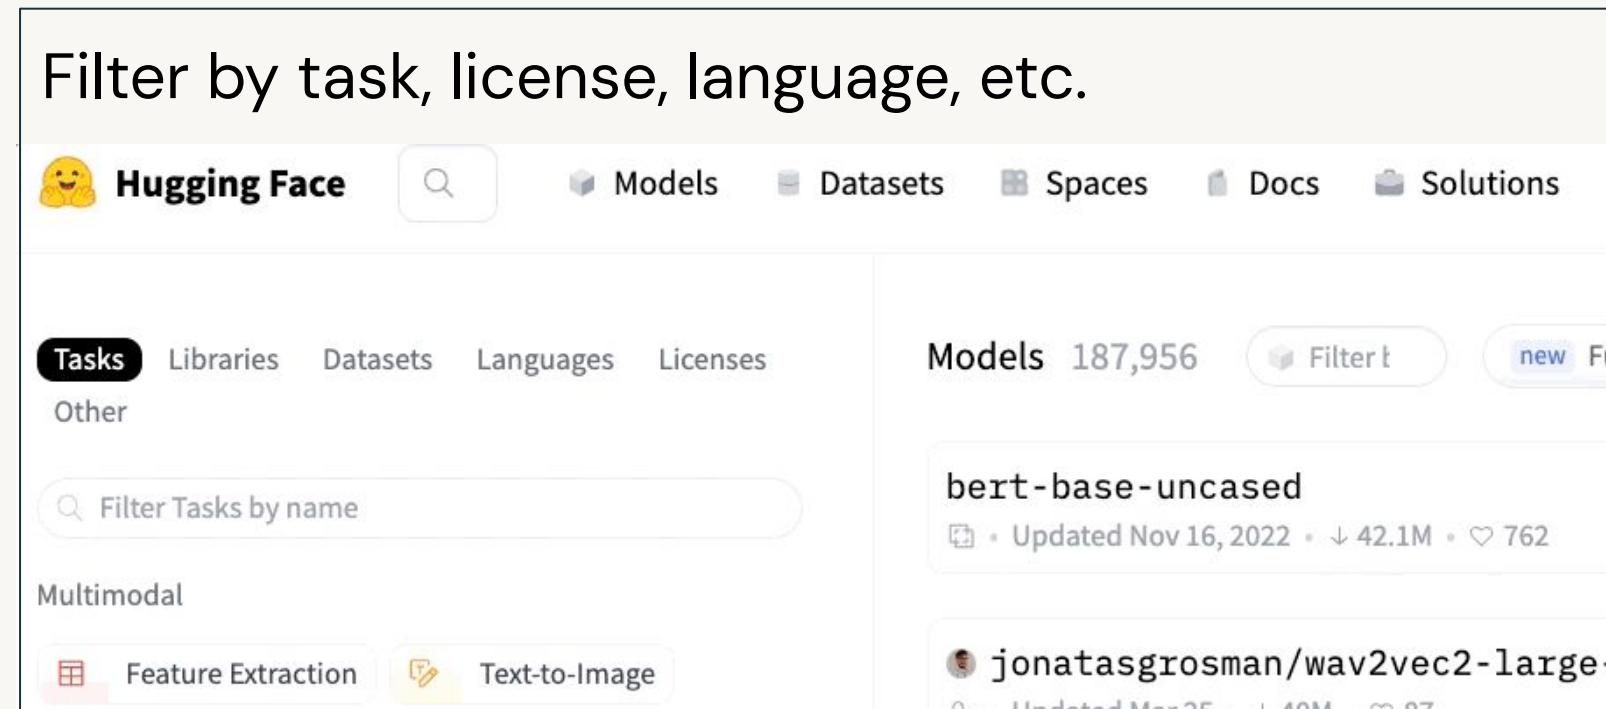 Filter by task, license, language, etc.
Hugging Face Models Datasets Spaces Docs Solutions
Tasks Libraries Datasets Languages Licenses
Other
Filter Tasks by name
Multimodal
Feature Extraction Text-to-Image
Models 187,956 Filter new
bert-base-uncased
• Updated Nov 16, 2022 • ↓ 42.1M • ♡ 762
jonatasgrosman/wav2vec2-large-